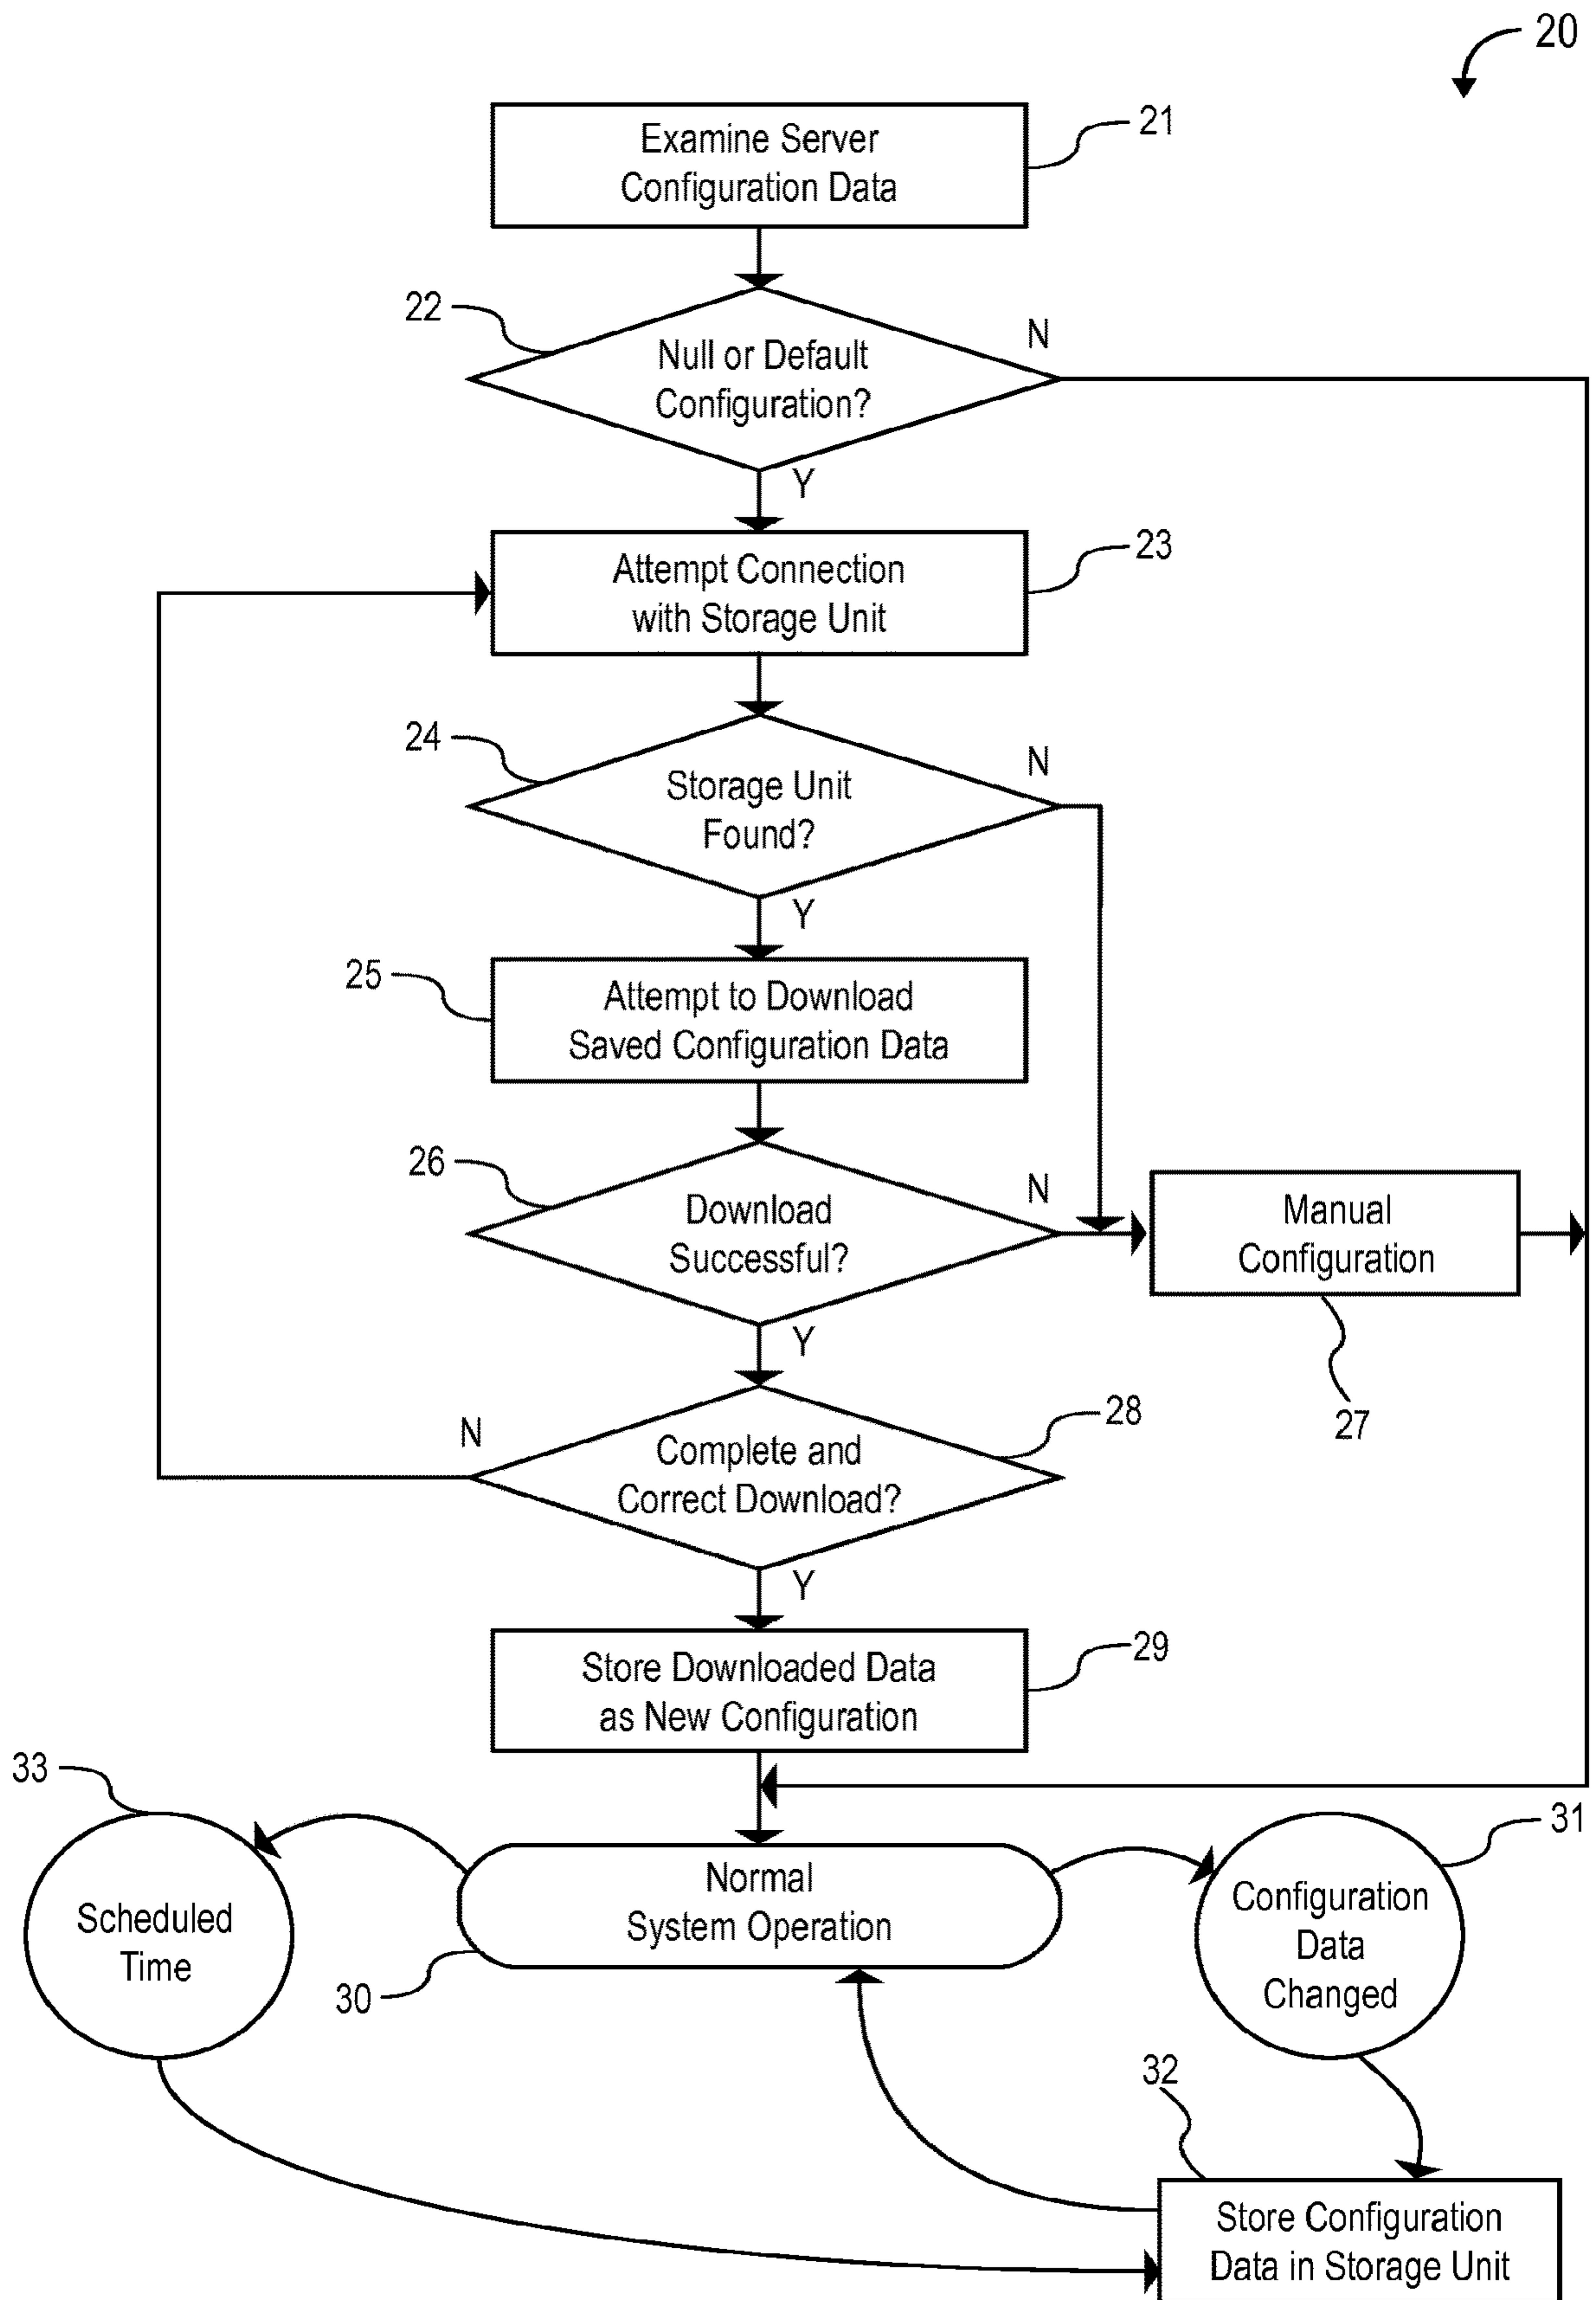 20
Examine Server
Configuration Data
21
22
Null or Default
Configuration?
N
Y
Attempt Connection
with Storage Unit
23
24
Storage Unit
Found?
N
Y
25
Attempt to Download
Saved Configuration Data
26
Download
Successful?
N
Manual
Configuration
27
Y
28
N
Complete and
Correct Download?
Y
Store Downloaded Data
as New Configuration
29
33
Scheduled
Time
Normal
System Operation
30
31
Configuration
Data
Changed
32
Store Configuration
Data in Storage Unit